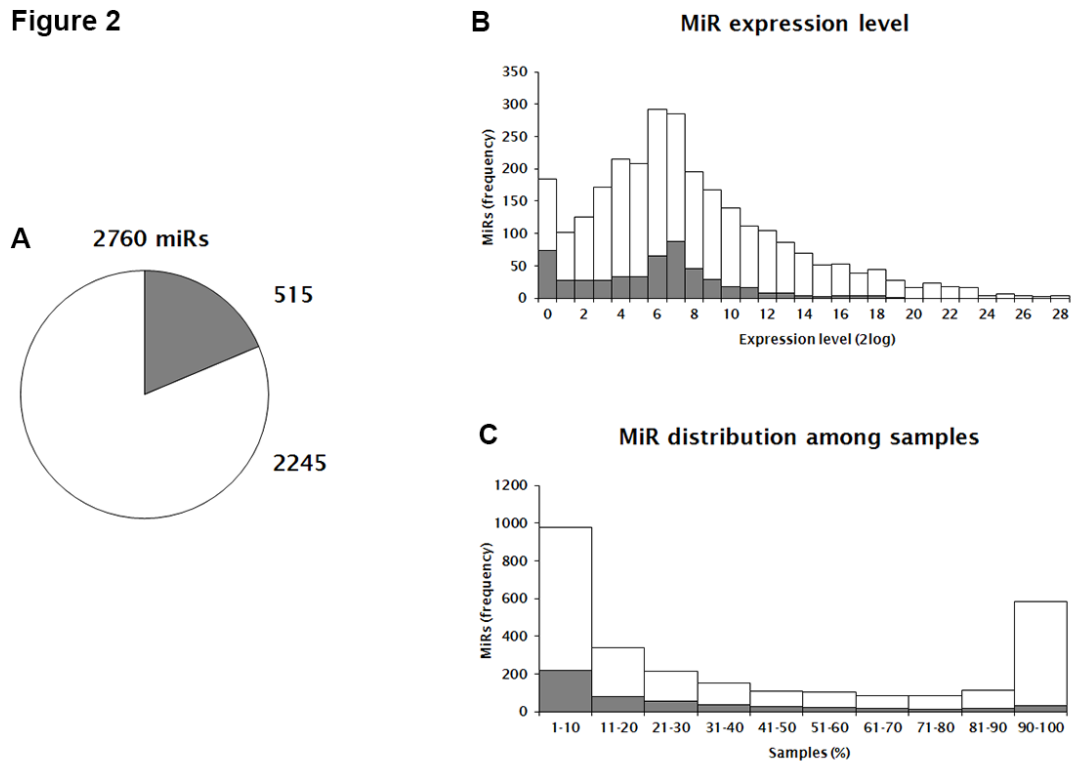 Figure 2
A
2760 miRs
515
2245
B
MiR expression level
MiRs (frequency)
350
300
250
200
150
100
50
0
0 2 4 6 8 10 12 14 16 18 20 22 24 26 28
Expression level (2log)
C
MiR distribution among samples
MiRs (frequency)
1200
1000
800
600
400
200
0
1-10 11-20 21-30 31-40 41-50 51-60 61-70 71-80 81-90 90-100
Samples (%)